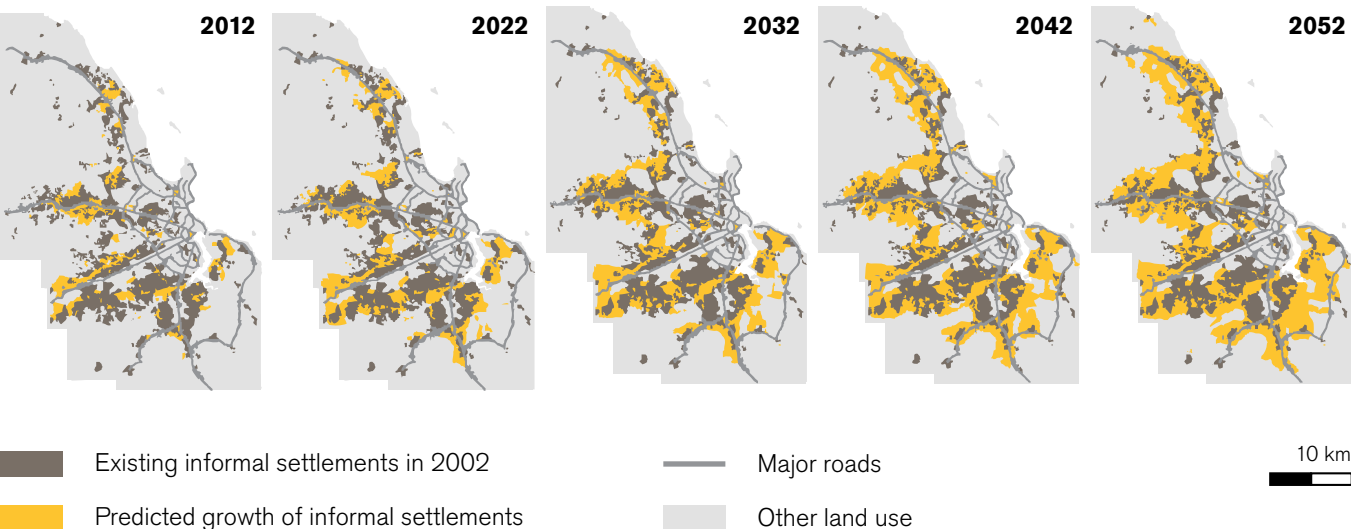 2012
2022
2032
2042
2052
Existing informal settlements in 2002
Major roads
10 km
Predicted growth of informal settlements
Other land use